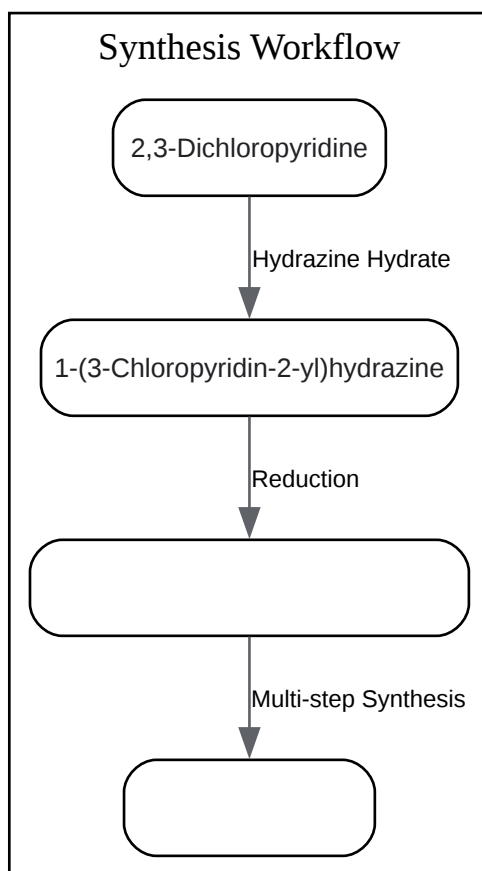 Synthesis Workflow
2,3-Dichloropyridine
Hydrazine Hydrate
1-(3-Chloropyridin-2-yl)hydrazine
Reduction
Multi-step Synthesis